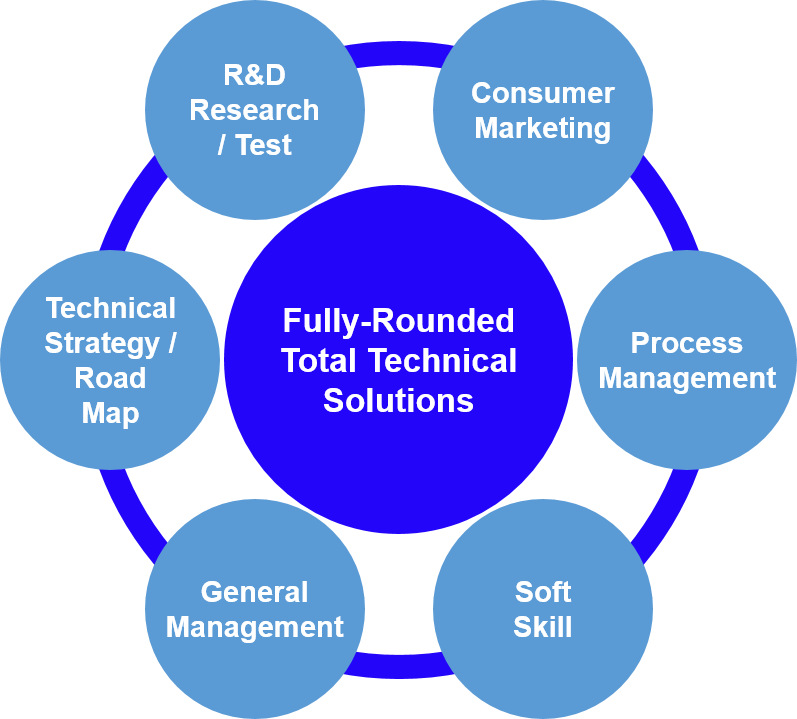 R&D
Research
/ Test
Consumer
Marketing
Technical
Strategy /
Road
Map
Fully-Rounded
Total Technical
Solutions
Process
Management
General
Management
Soft
Skill